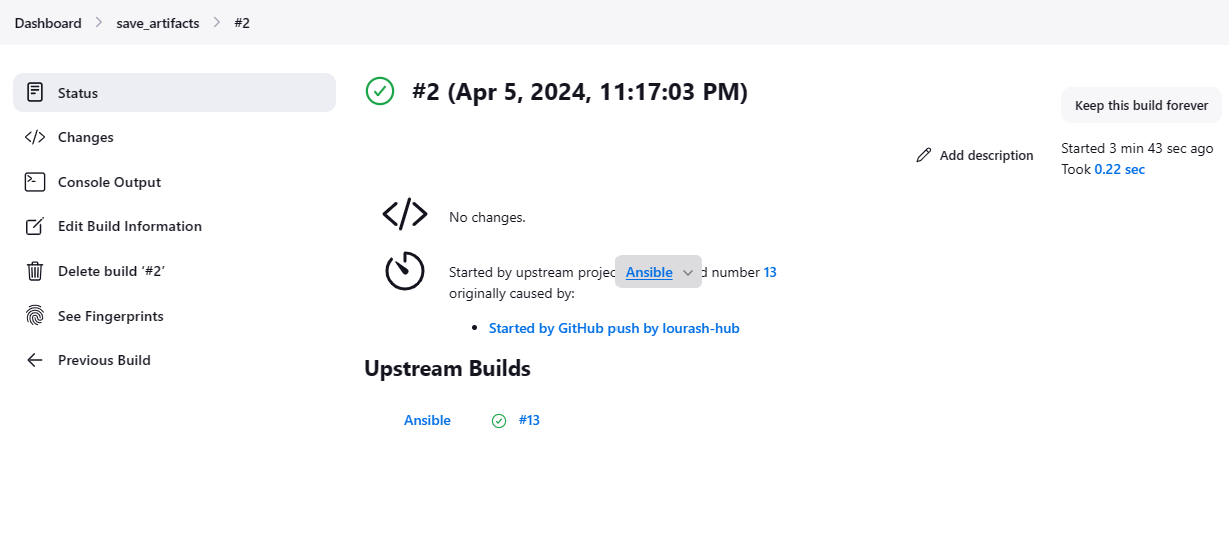 Dashboard > save_artifacts > #2
Status
Changes
Console Output
Edit Build Information
Delete build ‘#2’
See Fingerprints
Previous Build
#2 (Apr 5, 2024, 11:17:03 PM)
Keep this build forever
Add description
Started 3 min 43 sec ago
Took 0.22 sec
No changes.
Started by upstream projec Ansible d number 13
originally caused by:
• Started by GitHub push by lourash-hub
Upstream Builds
Ansible #13